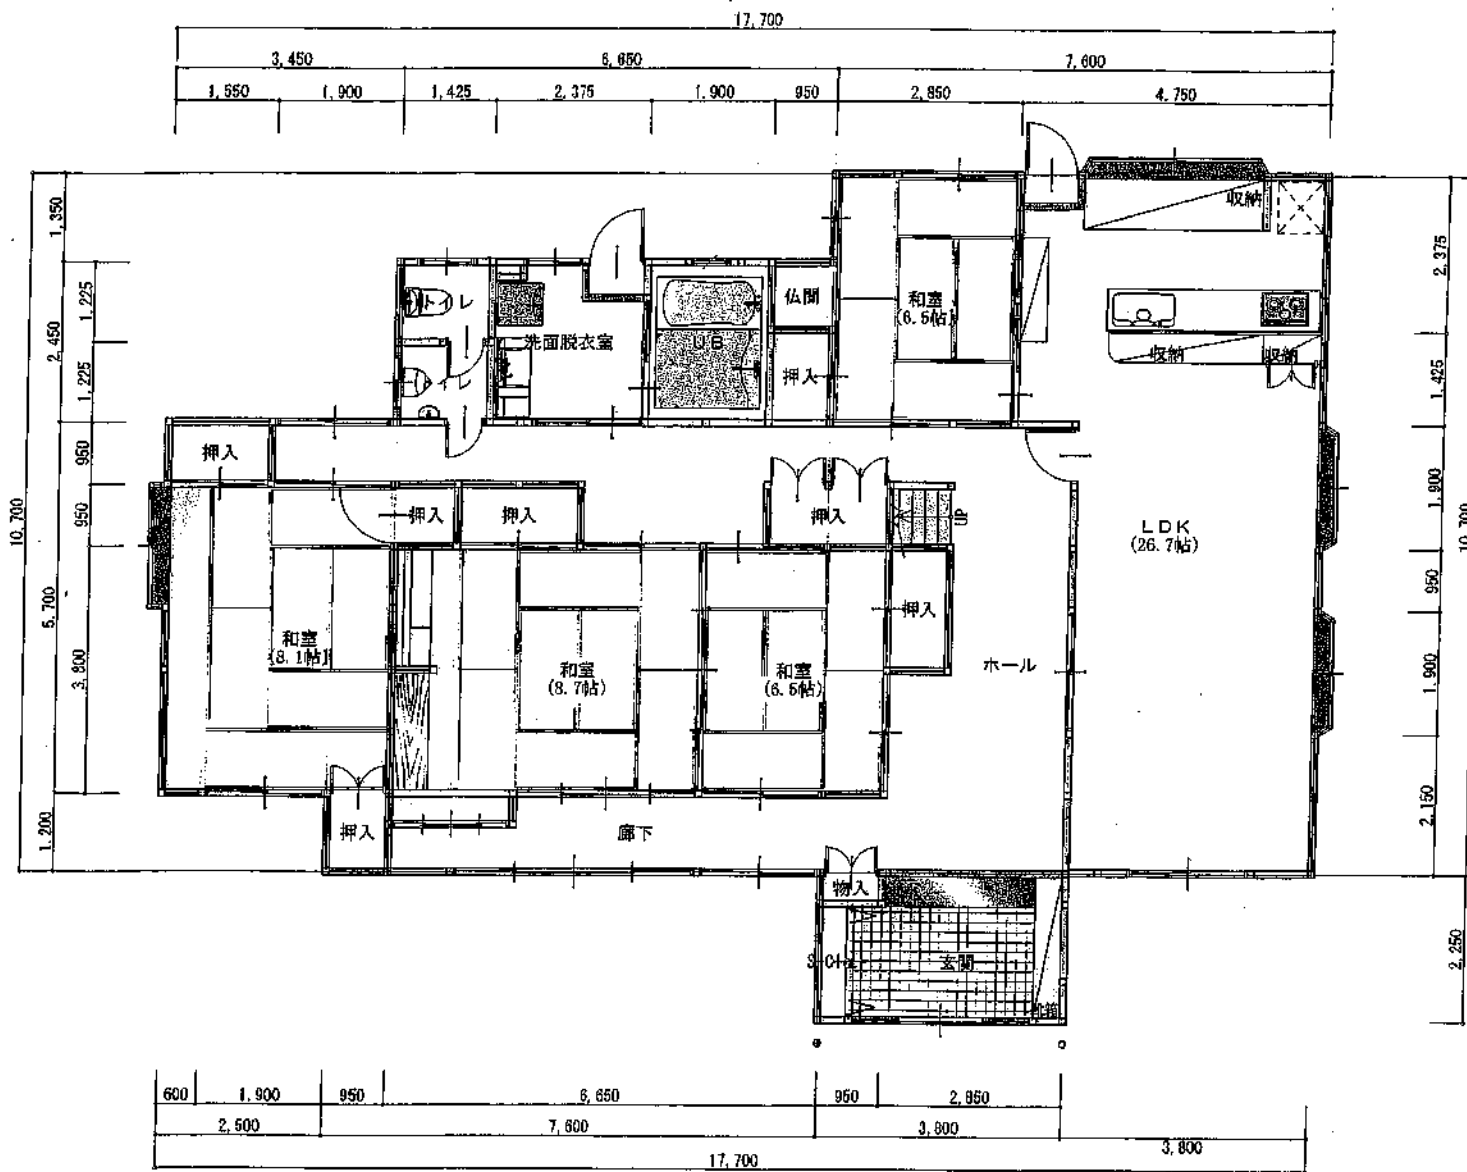 17,700
3,450
6,650
7,600
1,550
1,900
1,425
2,375
1,900
950
2,850
4,750
10,700
1,350
2,450
1,225
1,225
950
950
5,700
3,800
1,200
収納
2,375
1,425
1,900
950
1,900
2,150
10,700
2,250
トイレ
洗面脱衣室
UB
仏間
和室
(6.5帖)
押入
トイレ
収納
収納
押入
押入
押入
押入
UP
LDK
(26.7帖)
押入
和室
(8.1帖)
和室
(8.7帖)
和室
(6.5帖)
ホール
押入
廊下
物入
玄関
600
1,900
950
6,650
950
2,850
2,500
7,600
3,800
3,800
17,700